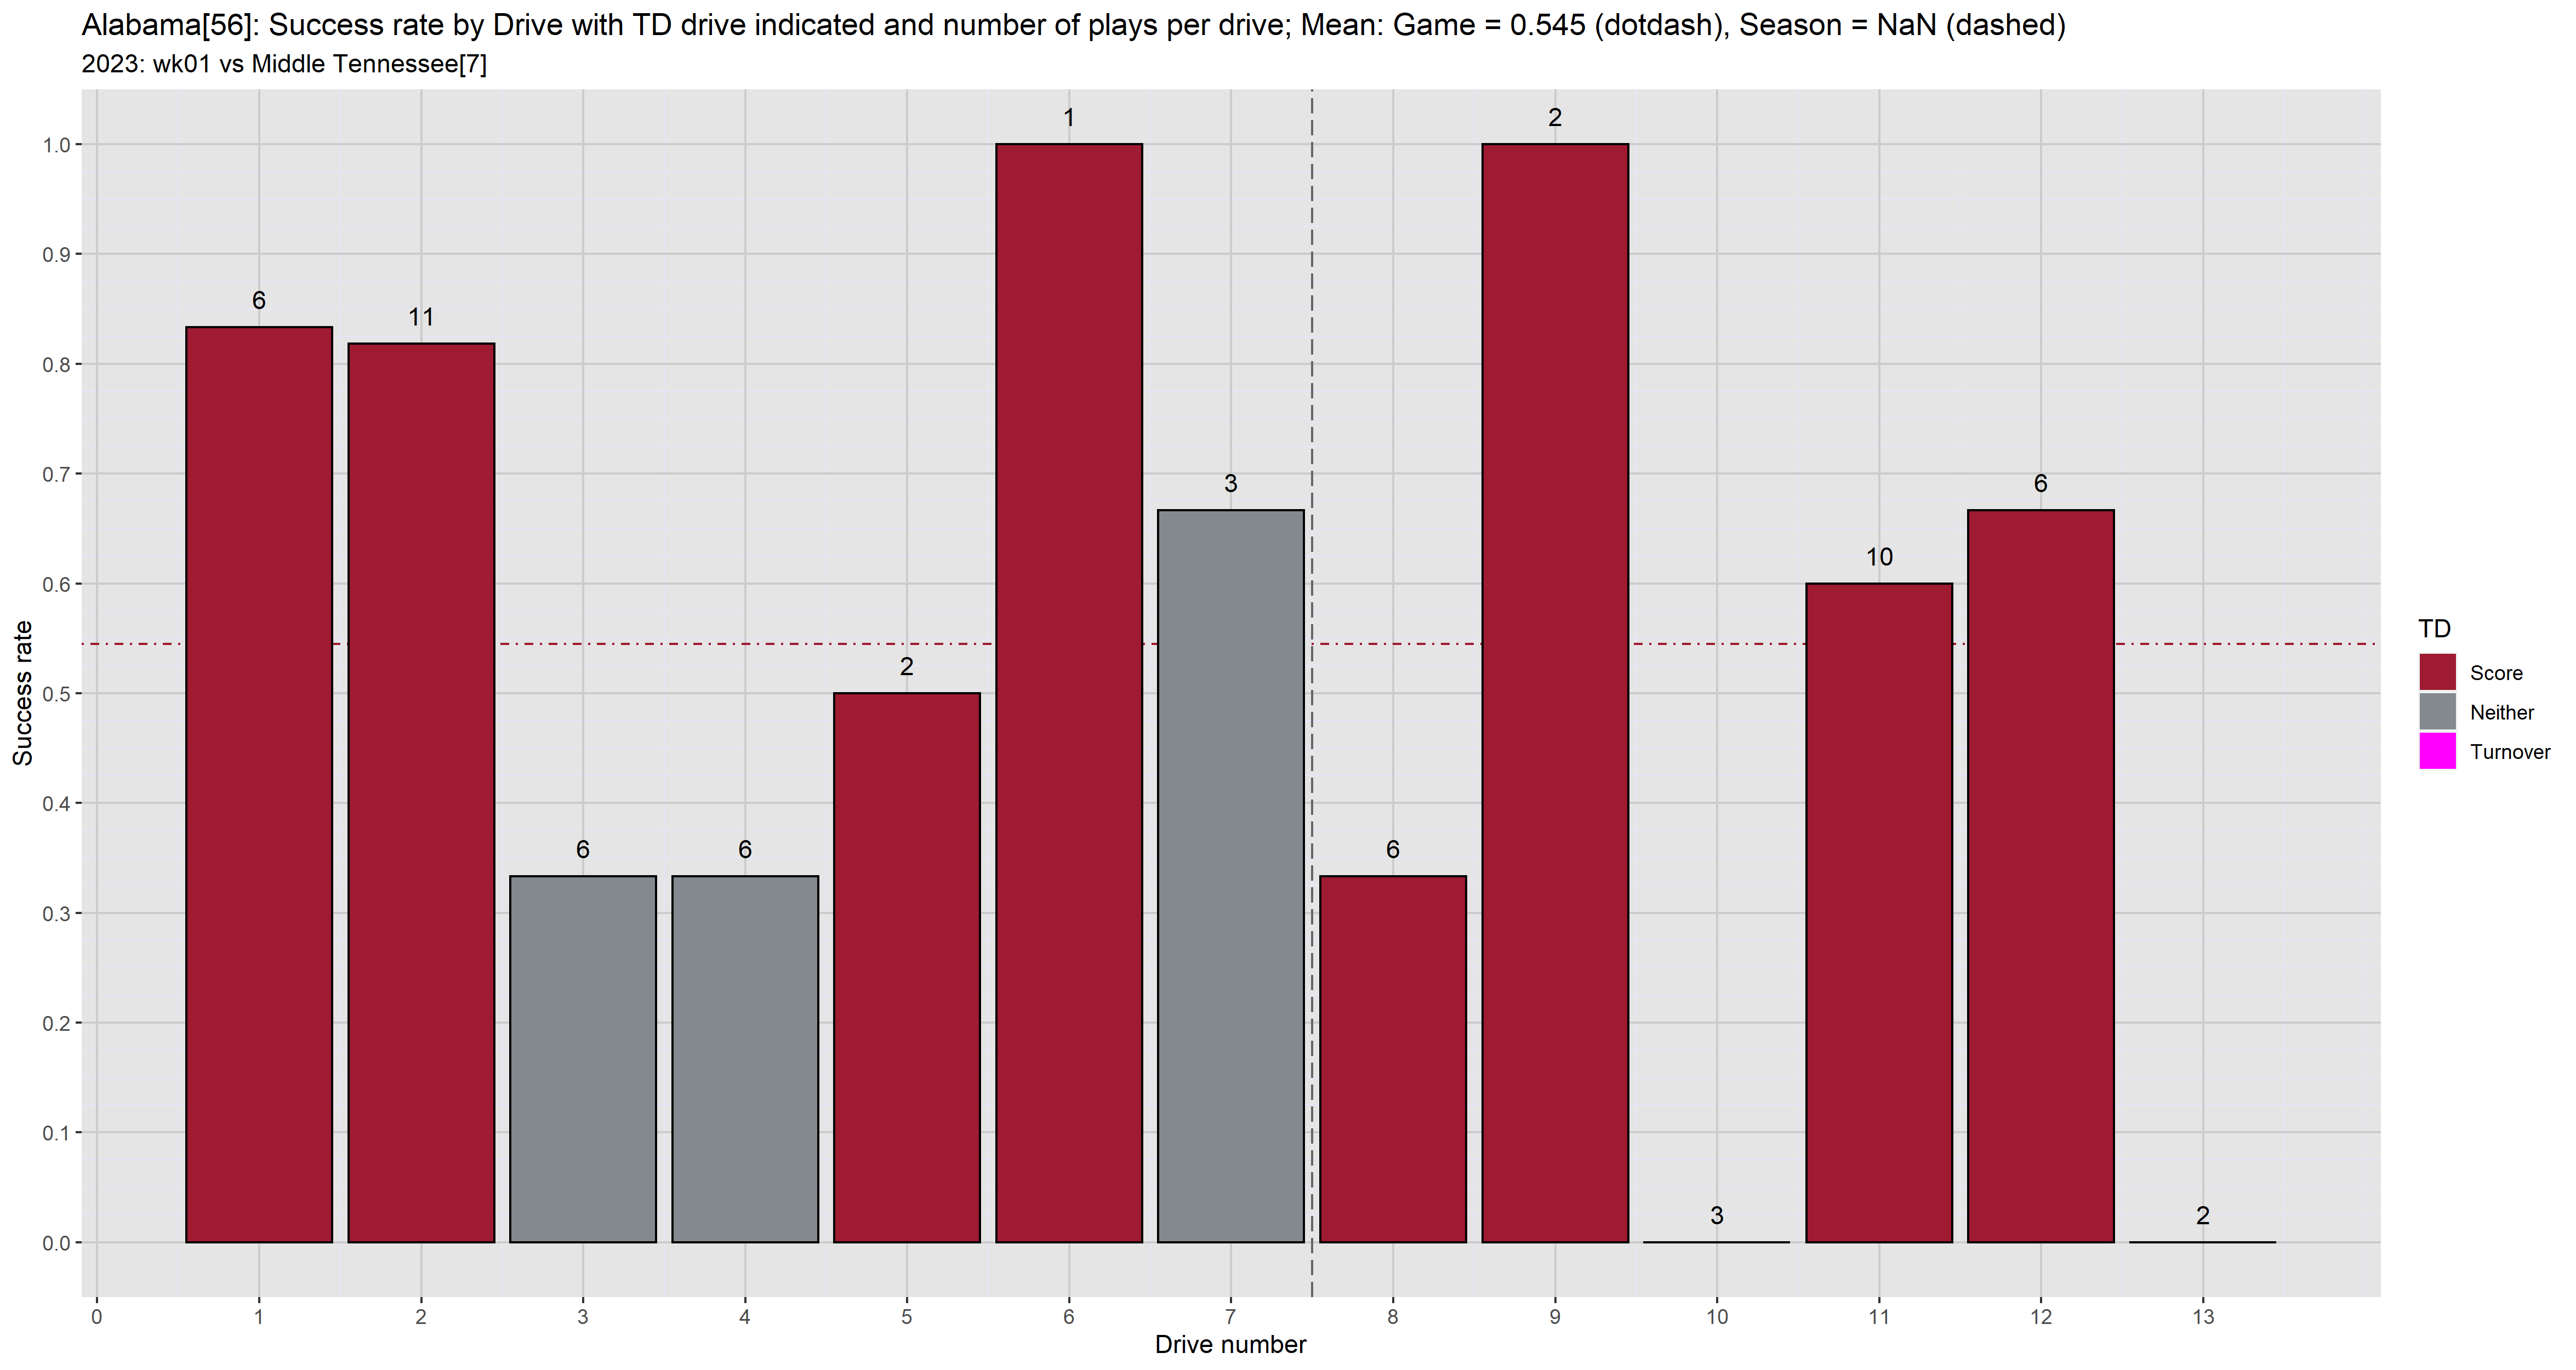 Alabama[56]: Success rate by Drive with TD drive indicated and number of plays per drive; Mean: Game = 0.545 (dotdash), Season = NaN (dashed)
2023: wk01 vs Middle Tennessee[7]
1
2
1.0
0.9
6
11
0.8
0.7
3
6
10
0.6
2
0.5
0.4
6
6
6
0.3
0.2
0.1
3
2
0.0
Success rate
TD
Score
Neither
Turnover
0 1 2 3 4 5 6 7 8 9 10 11 12 13
Drive number